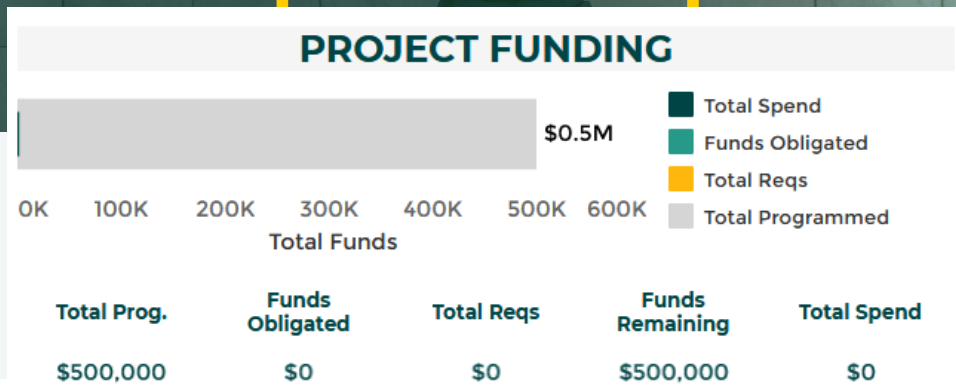 PROJECT FUNDING
$0.5M
Total Spend
Funds Obligated
Total Reqs
Total Programmed
0K 100K 200K 300K 400K 500K 600K
Total Funds
Total Prog.
Funds
Obligated
Total Reqs
Funds
Remaining
Total Spend
$500,000 $0 $0 $500,000 $0